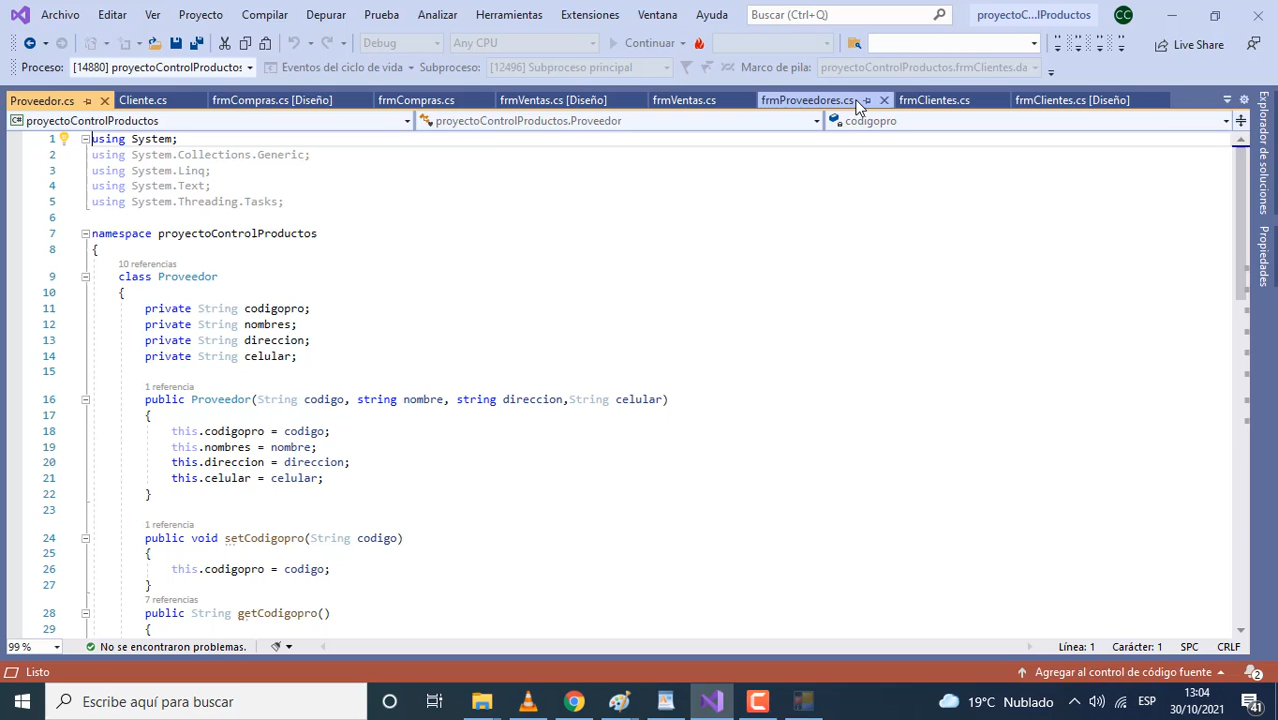 Archivo Editar Ver Proyecto Compilar Depurar Prueba Analizar Herramientas Extensiones Ventana Ayuda Buscar (Ctrl+Q) proyectoC...lProductos CC
Debug Any CPU Continuar Live Share
Proceso: [14880] proyectoControlProductos. Eventos del ciclo de vida Subproceso: [12496] Subproceso principal Marco de pila: proyectoControlProductos.frmClientes.da
Proveedor.cs Cliente.cs frmCompras.cs [Diseño] frmCompras.cs frmVentas.cs [Diseño] frmVentas.cs frmProveedores.cs frmClientes.cs frmClientes.cs [Diseño]
proyectoControlProductos proyectoControlProductos.Proveedor codigopro
1 using System;
2 using System.Collections.Generic;
3 using System.Linq;
4 using System.Text;
5 using System.Threading.Tasks;
6
7 namespace proyectoControlProductos
8 {
10 referencias
9 class Proveedor
10 {
11 private String codigopro;
12 private String nombres;
13 private String direccion;
14 private String celular;
15
1 referencia
16 public Proveedor(String codigo, string nombre, string direccion,String celular)
17 {
18 this.codigopro = codigo;
19 this.nombres = nombre;
20 this.direccion = direccion;
21 this.celular = celular;
22 }
23
1 referencia
24 public void setCodigopro(String codigo)
25 {
26 this.codigopro = codigo;
27 }
7 referencias
28 public String getCodigopro()
29 {
Explorador de soluciones
Propiedades
99 % No se encontraron problemas. Línea: 1 Carácter: 1 SPC CRLF
Listo Agregar al control de código fuente 2
Escribe aquí para buscar 19°C Nublado ESP 13:04 30/10/2021 41